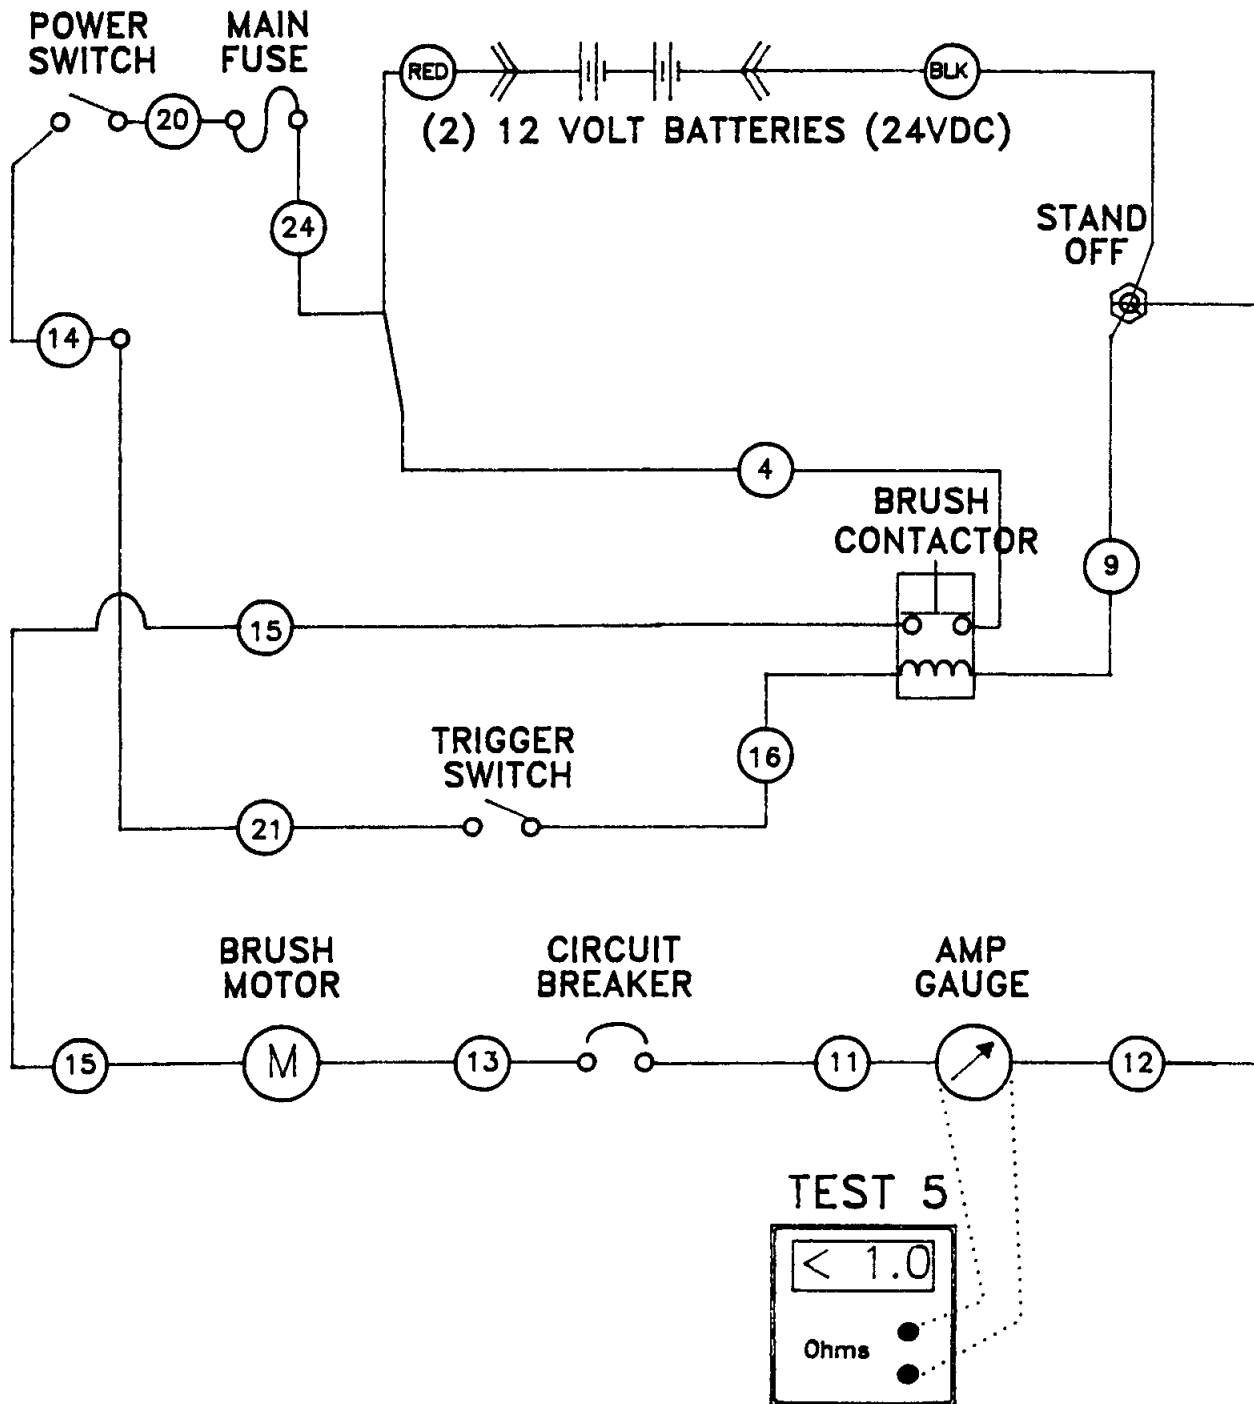 POWER
SWITCH
MAIN
FUSE
RED
BLK
20
(2) 12 VOLT BATTERIES (24VDC)
24
STAND
OFF
14
4
BRUSH
CONTACTOR
9
15
TRIGGER
SWITCH
16
21
BRUSH
MOTOR
CIRCUIT
BREAKER
AMP
GAUGE
15
M
13
11
12
TEST 5
< 1.0
Ohms